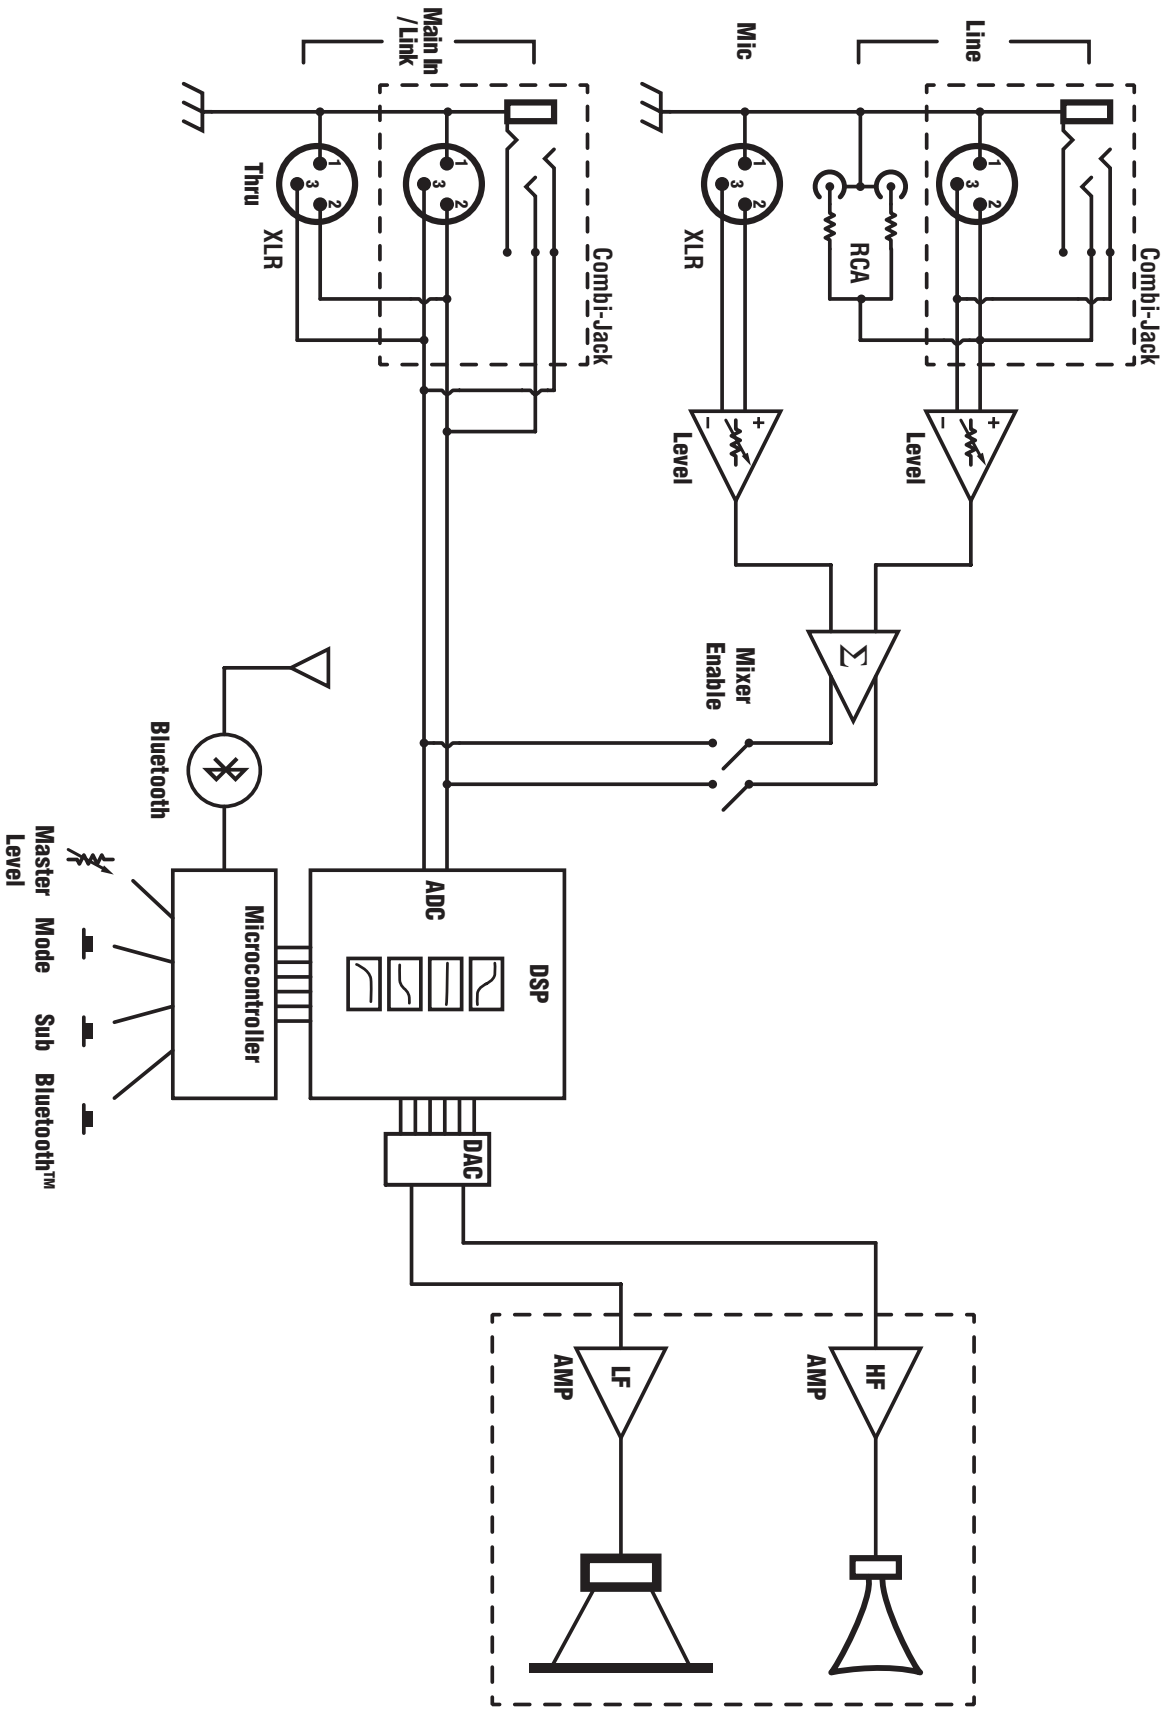 Line
Combi-Jack
1
2
3
RCA
+
–
Level
Mic
1
2
3
XLR
+
–
Level
Σ
Mixer
Enable
Main In
/Link
Combi-Jack
1
2
3
1
2
3
Thru
XLR
Bluetooth
ADC
DSP
Microcontroller
Master
Level
Mode
Sub
Bluetooth™
DAC
HF
AMP
LF
AMP